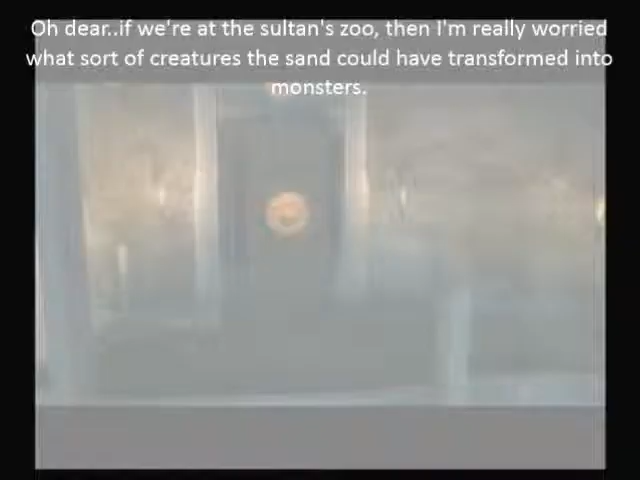 Oh dear..if we're at the sultan's zoo, then I'm really worried
what sort of creatures the sand could have transformed into
monsters.